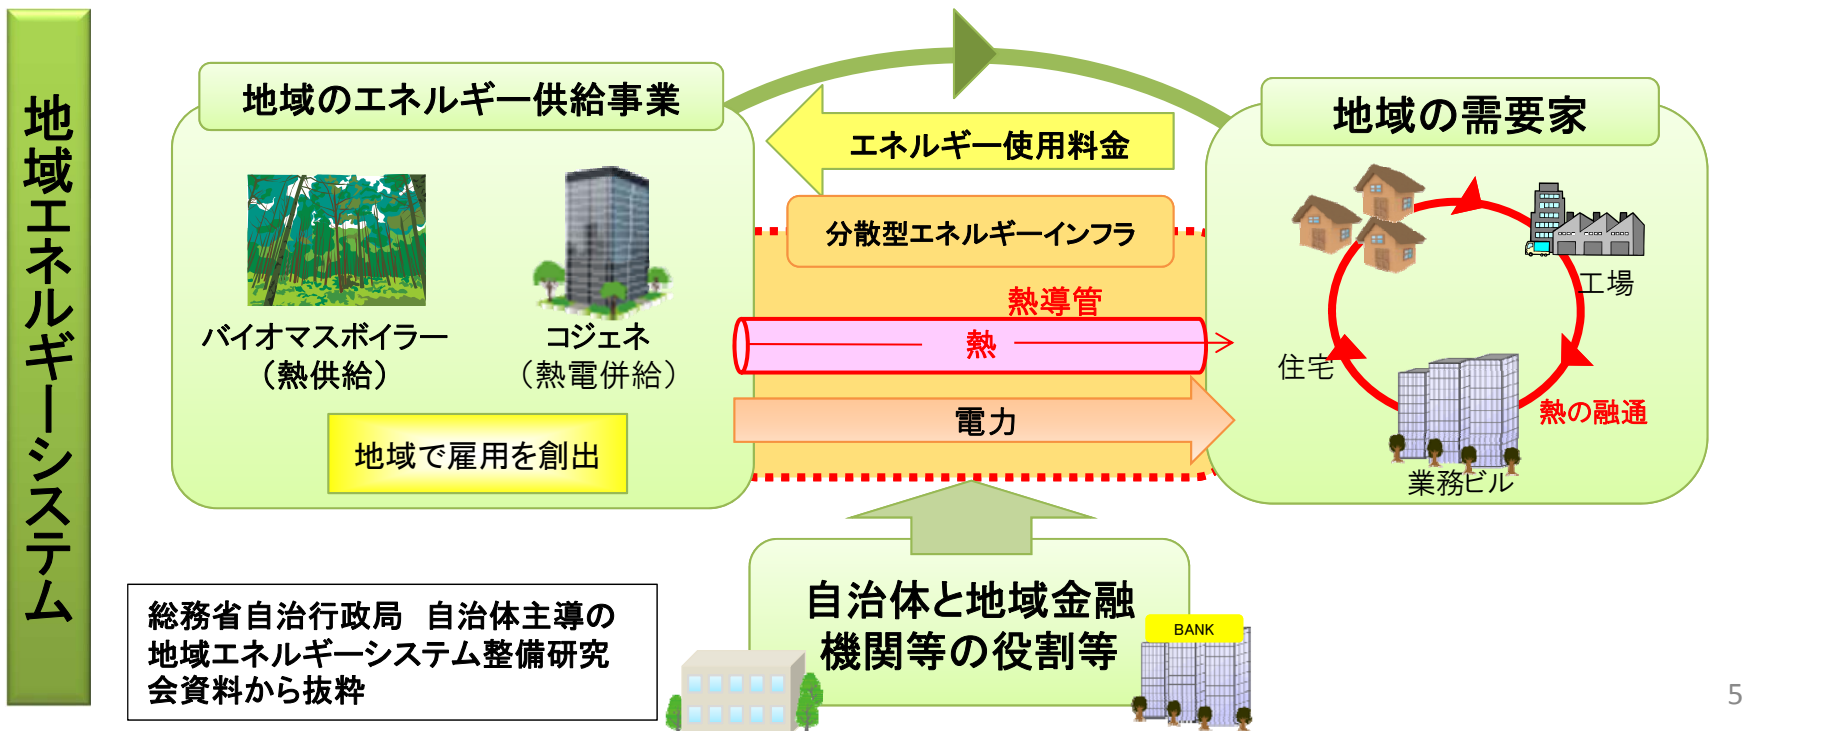 地域エネルギーシステム
地域のエネルギー供給事業
バイオマスボイラー
（熱供給）
コジェネ
（熱電併給）
地域で雇用を創出
エネルギー使用料金
分散型エネルギーインフラ
熱導管
熱
電力
地域の需要家
工場
住宅
熱の融通
業務ビル
自治体と地域金融
機関等の役割等
BANK
総務省自治行政局　自治体主導の
地域エネルギーシステム整備研究
会資料から抜粋
5